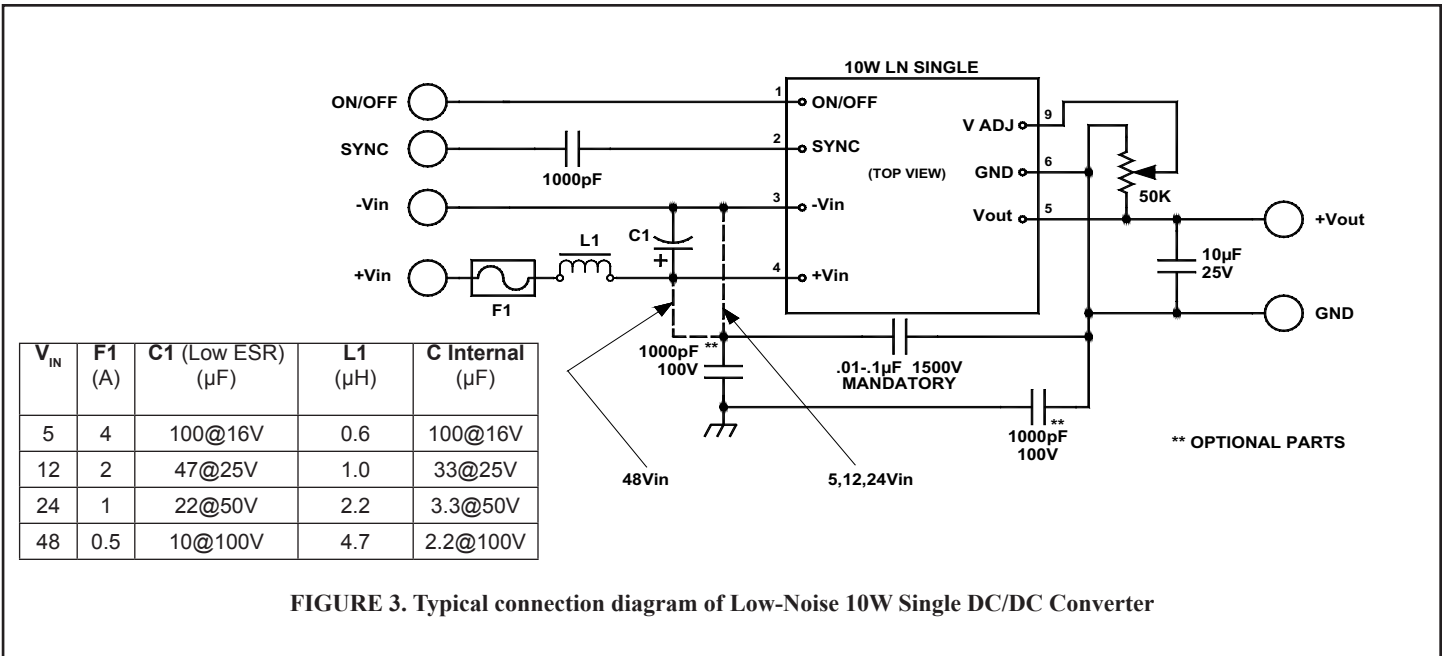 10W LN SINGLE
ON/OFF
1
ON/OFF
SYNC
1000pF
2
SYNC
-Vin
3
-Vin
+Vin
F1
L1
C1
+
4
+Vin
(TOP VIEW)
V ADJ
9
GND
6
Vout
5
50K
+Vout
10µF
25V
GND
1000pF **
100V
.01-.1µF 1500V
MANDATORY
1000pF
**
100V
** OPTIONAL PARTS
48Vin
5,12,24Vin
VIN F1 (A) C1 (Low ESR) (µF) L1 (µH) C Internal (µF)
5 4 100@16V 0.6 100@16V
12 2 47@25V 1.0 33@25V
24 1 22@50V 2.2 3.3@50V
48 0.5 10@100V 4.7 2.2@100V
FIGURE 3. Typical connection diagram of Low-Noise 10W Single DC/DC Converter